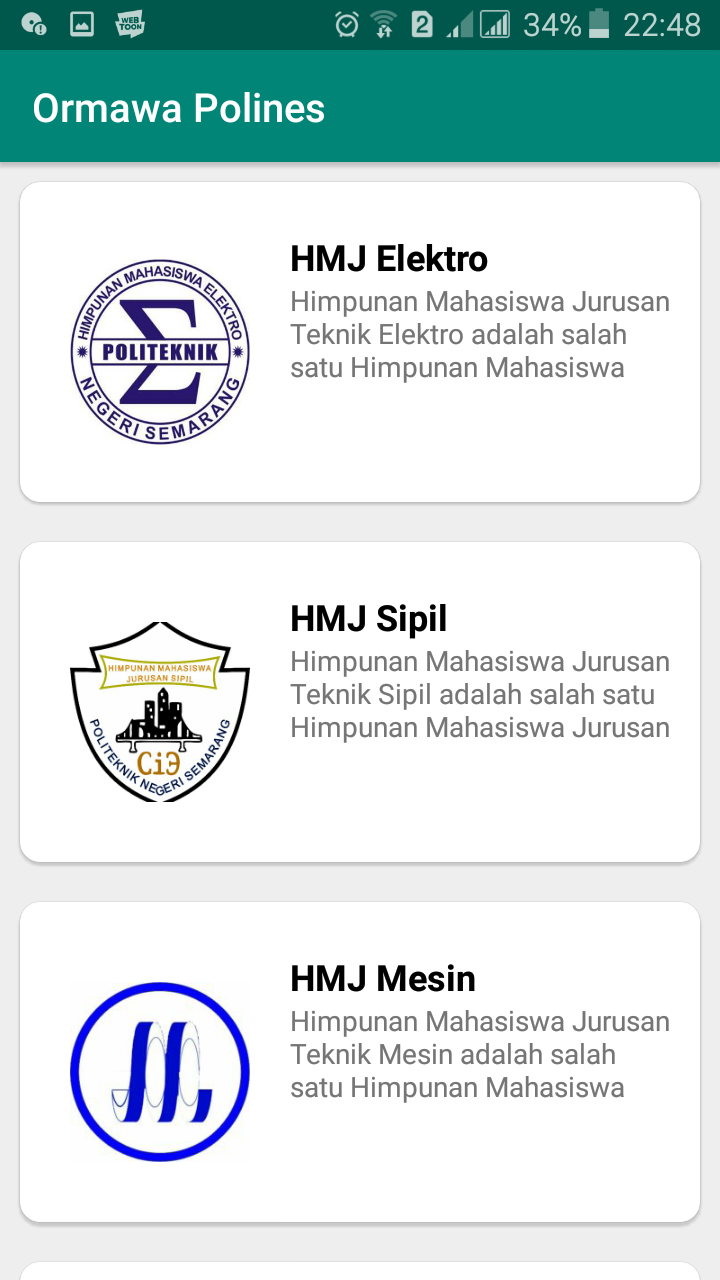 WEB
TOON
2
34%
22:48
Ormawa Polines
HIMPUNAN MAHASISWA ELEKTRO
POLITEKNIK
NEGERI SEMARANG
HMJ Elektro
Himpunan Mahasiswa Jurusan
Teknik Elektro adalah salah
satu Himpunan Mahasiswa
HIMPUNAN MAHASISWA
JURUSAN SIPIL
POLITEKNIK NEGERI SEMARANG
HMJ Sipil
Himpunan Mahasiswa Jurusan
Teknik Sipil adalah salah satu
Himpunan Mahasiswa Jurusan
HMJ Mesin
Himpunan Mahasiswa Jurusan
Teknik Mesin adalah salah
satu Himpunan Mahasiswa